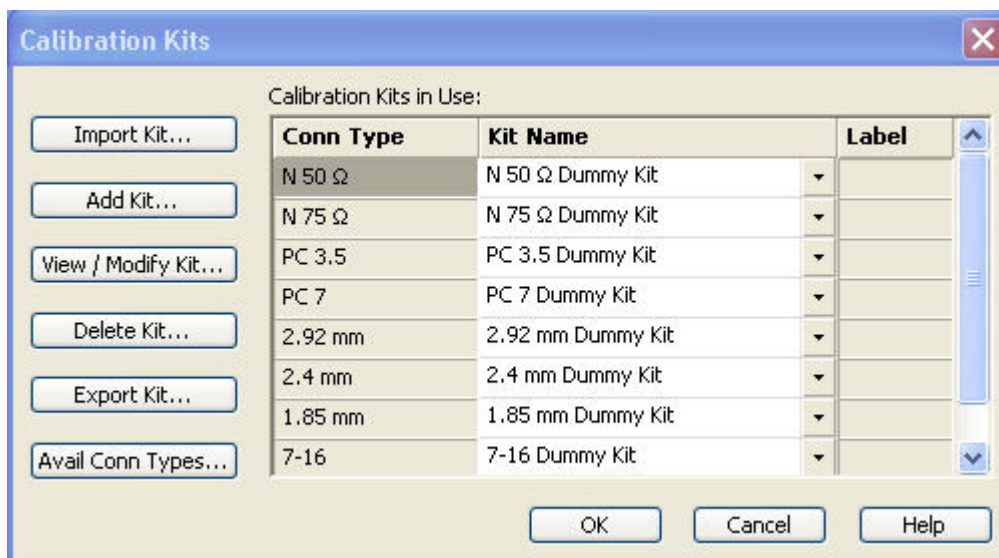 Calibration Kits
Calibration Kits in Use:
Import Kit...
Add Kit...
View / Modify Kit...
Delete Kit...
Export Kit...
Avail Conn Types...
Conn Type Kit Name Label
N 50 Ω N 50 Ω Dummy Kit
N 75 Ω N 75 Ω Dummy Kit
PC 3.5 PC 3.5 Dummy Kit
PC 7 PC 7 Dummy Kit
2.92 mm 2.92 mm Dummy Kit
2.4 mm 2.4 mm Dummy Kit
1.85 mm 1.85 mm Dummy Kit
7-16 7-16 Dummy Kit
OK Cancel Help